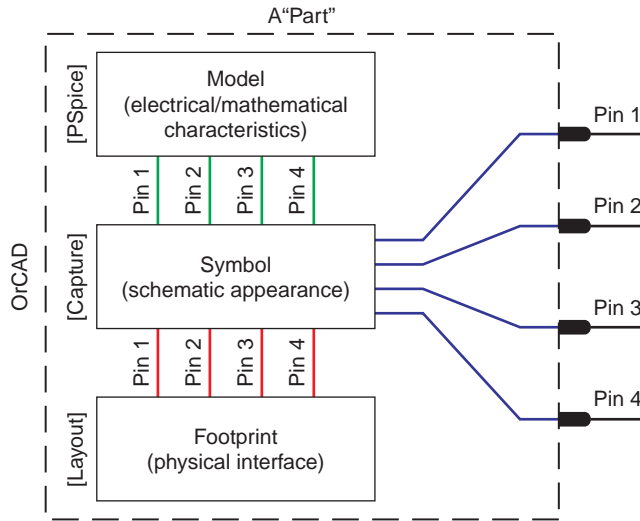 A“Part”
OrCAD
[PSpice]
Model
(electrical/mathematical
characteristics)
Pin 1
Pin 2
Pin 3
Pin 4
[Capture]
Symbol
(schematic appearance)
Pin 1
Pin 2
Pin 3
Pin 4
[Layout]
Footprint
(physical interface)
Pin 1
Pin 2
Pin 3
Pin 4